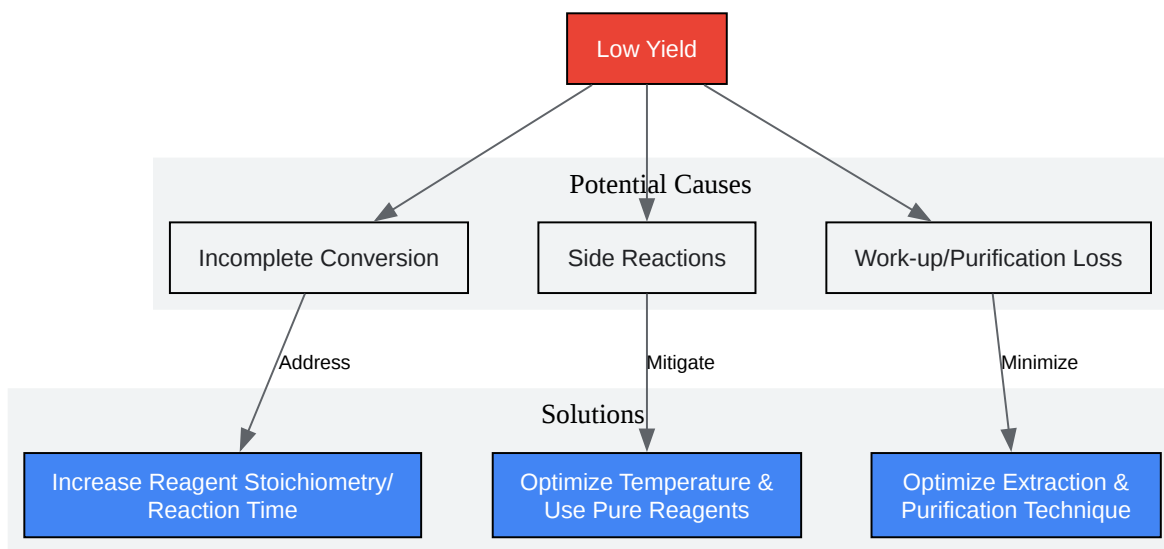 Low Yield
Potential Causes
Incomplete Conversion
Side Reactions
Work-up/Purification Loss
Address
Mitigate
Minimize
Solutions
Increase Reagent Stoichiometry/
Reaction Time
Optimize Temperature &
Use Pure Reagents
Optimize Extraction &
Purification Technique